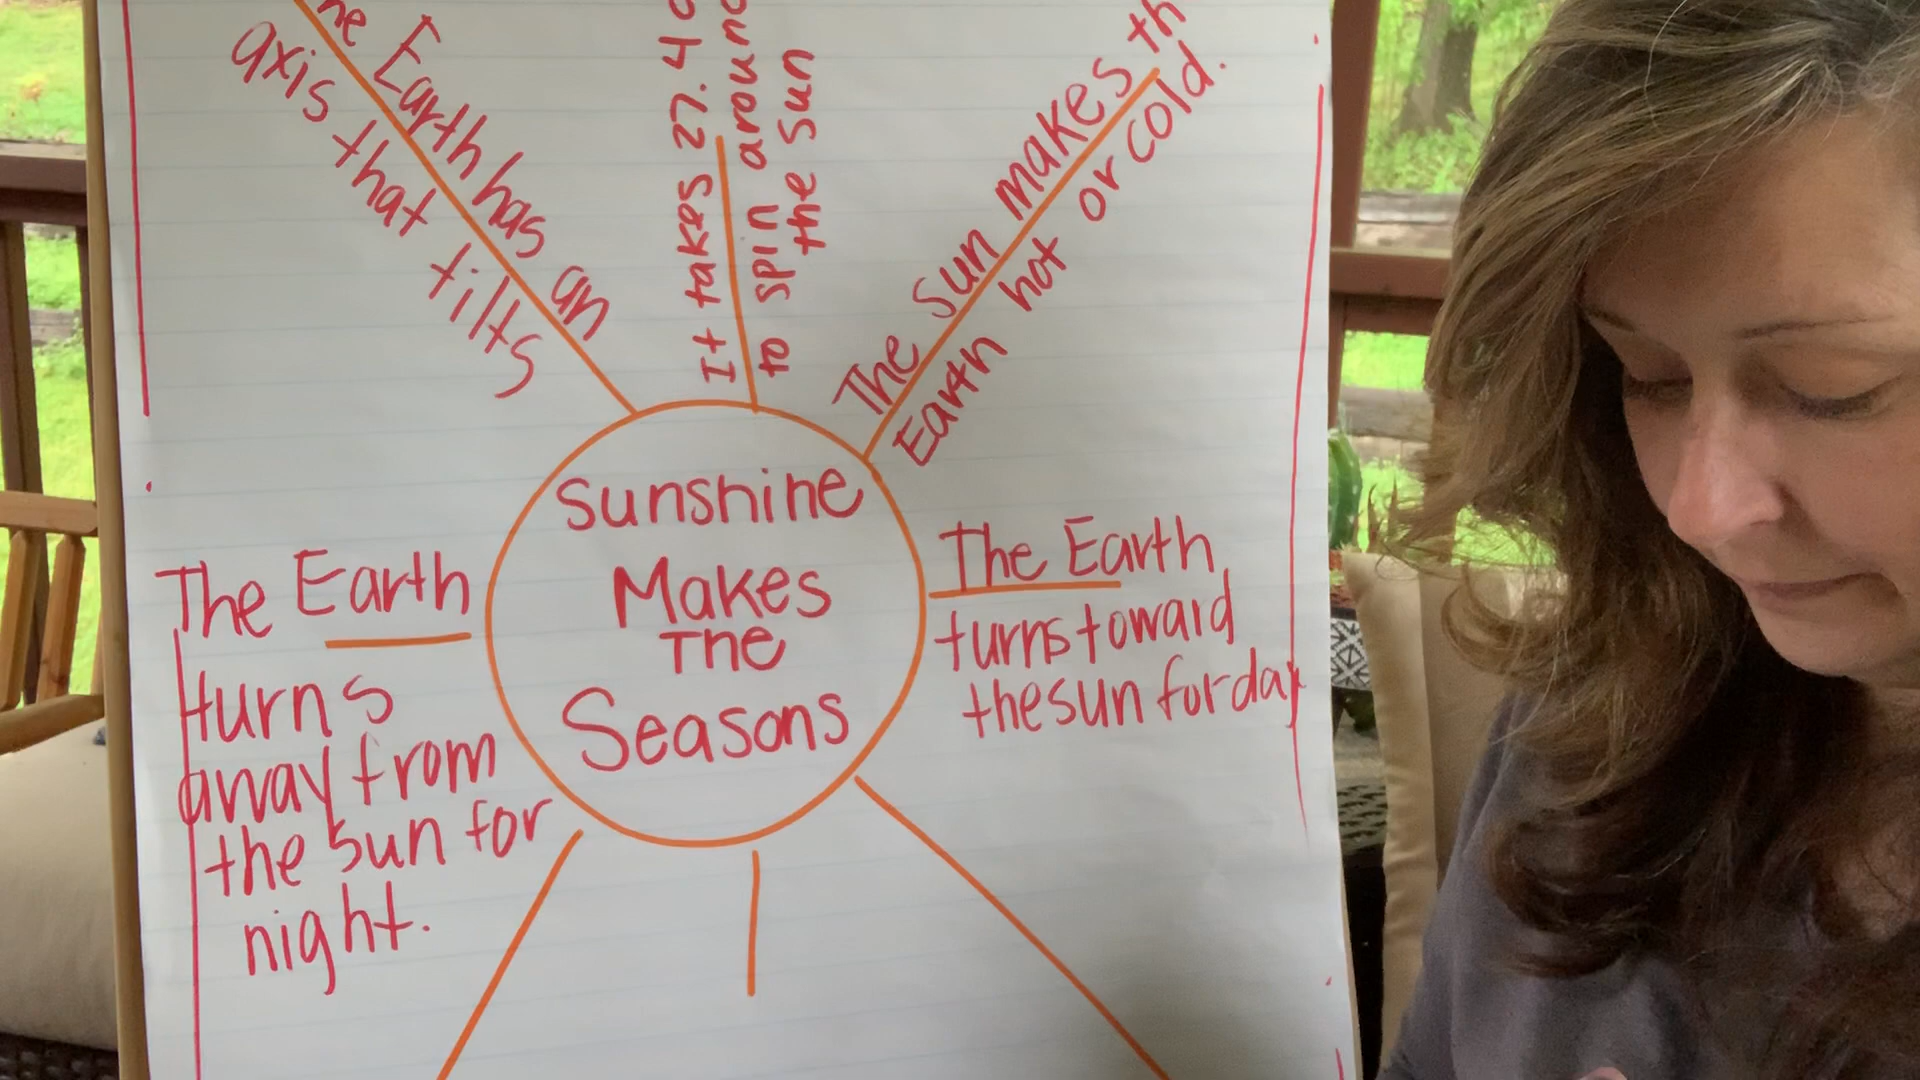 Sunshine
Makes
The
Seasons
Earth has an
axis that tilts
It takes 27.4
to spin
the sun
The Sun makes
Earth hot or cold.
The Earth
turns toward
the sun for day
The Earth
turns
away from
the Sun for
night.